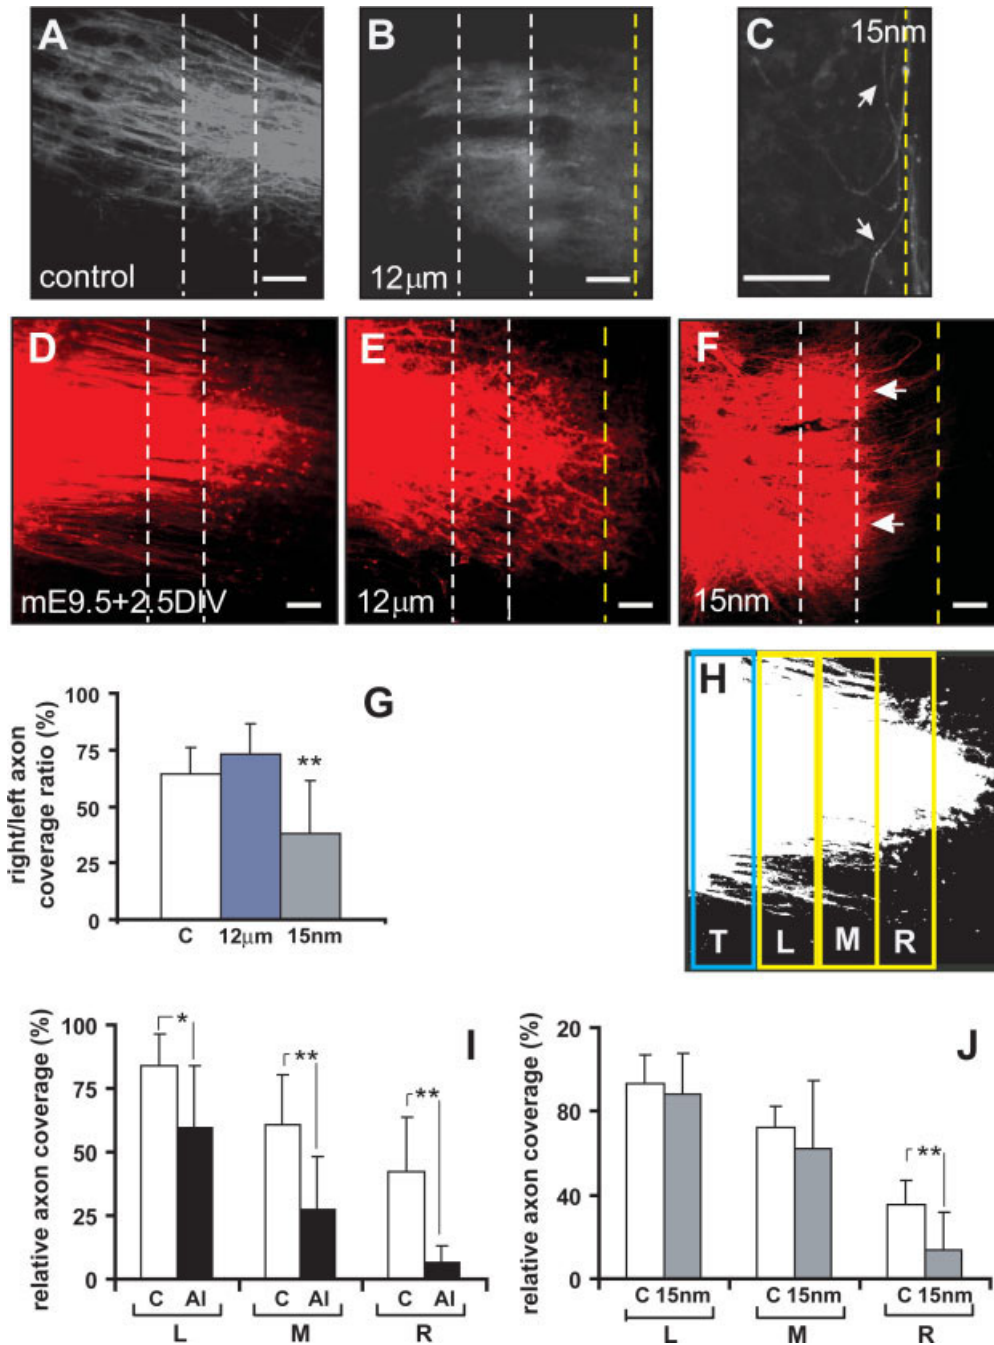 A
B
C
15nm
control
12μm
D
E
F
mE9.5+2.5DIV
12μm
15nm
G
right/left axon
coverage ratio (%)
100
75
50
25
0
**
C 12μm 15nm
H
T L M R
I
relative axon coverage (%)
100
75
50
25
0
* ** **
C AI C AI C AI
L M R
J
relative axon coverage (%)
20
80
40
0
**
C 15nm C 15nm C 15nm
L M R